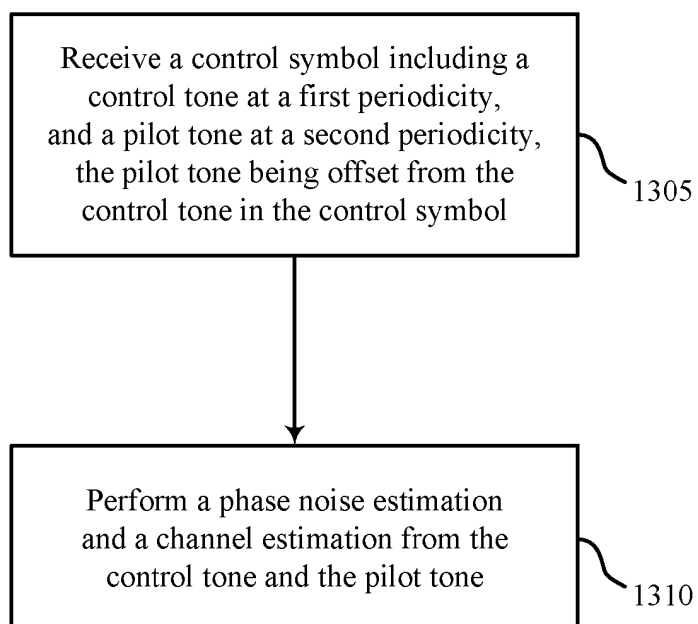 Receive a control symbol including a
control tone at a first periodicity,
and a pilot tone at a second periodicity,
the pilot tone being offset from the
control tone in the control symbol
1305
Perform a phase noise estimation
and a channel estimation from the
control tone and the pilot tone
1310